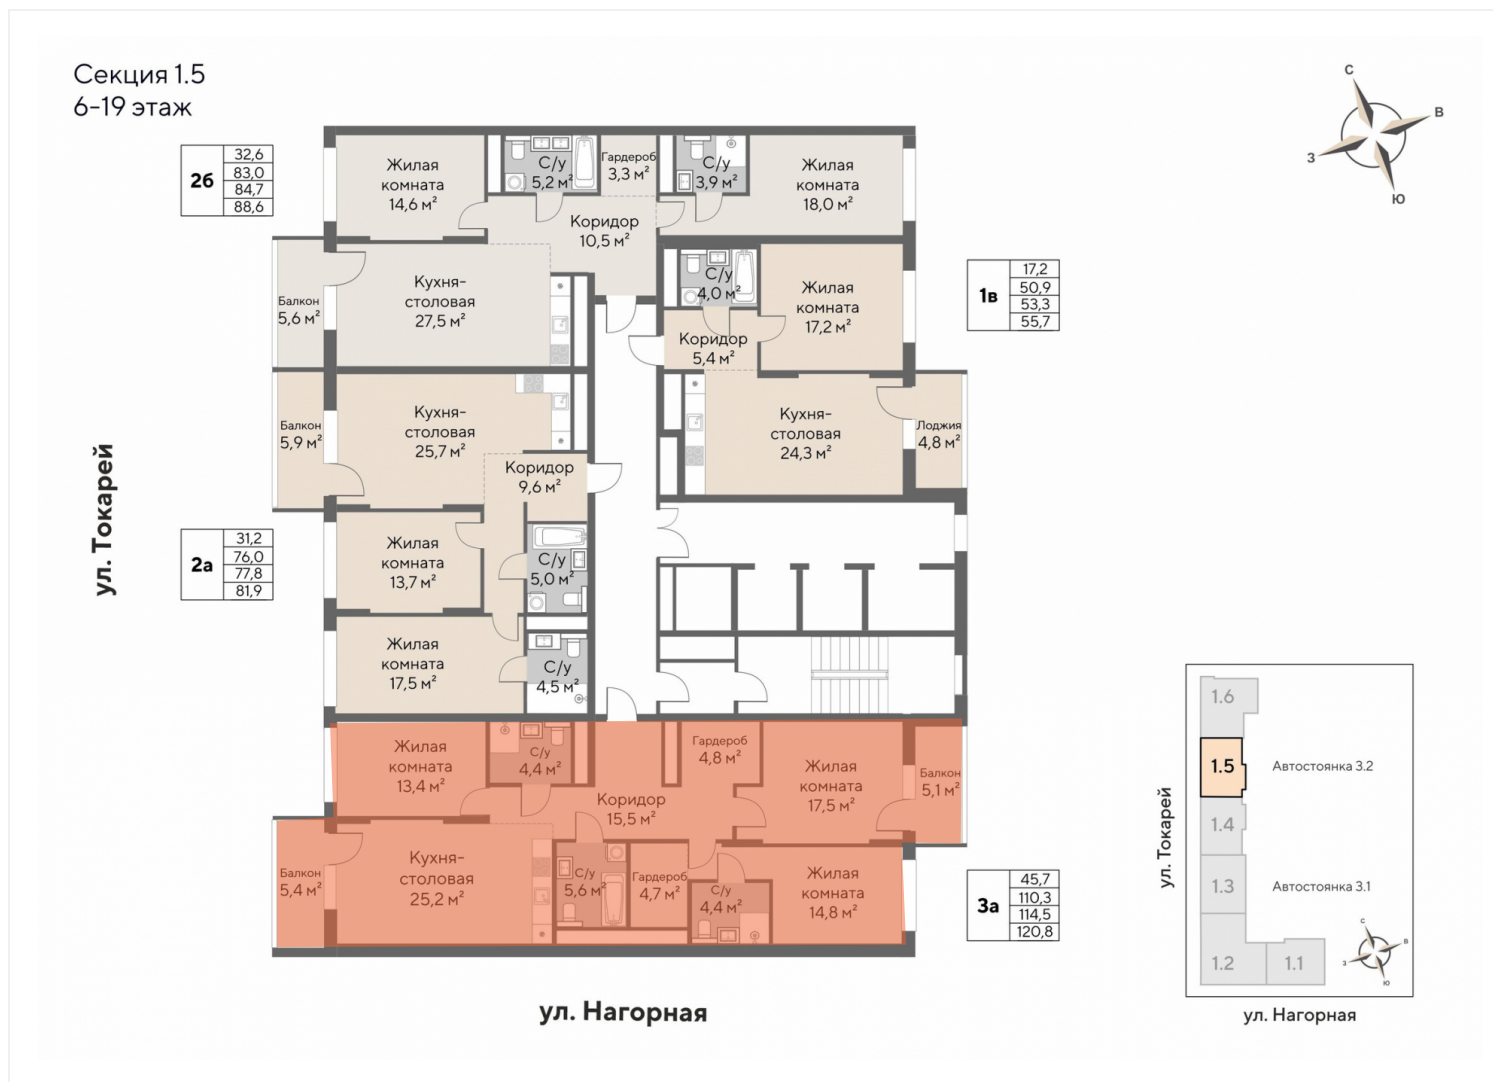 Секция 1.5
6-19 этаж
С
В
З
Ю
2б
32,6
83,0
84,7
88,6
Жилая
комната
14,6 м²
С/у
5,2 м²
Гардероб
3,3 м²
С/у
3,9 м²
Жилая
комната
18,0 м²
Коридор
10,5 м²
Балкон
5,6 м²
Кухня-
столовая
27,5 м²
С/у
4,0 м²
Жилая
комната
17,2 м²
1в
17,2
50,9
53,3
55,7
Коридор
5,4 м²
Балкон
5,9 м²
Кухня-
столовая
25,7 м²
Кухня-
столовая
24,3 м²
Лоджия
4,8 м²
Коридор
9,6 м²
ул. Токарей
2а
31,2
76,0
77,8
81,9
Жилая
комната
13,7 м²
С/у
5,0 м²
Жилая
комната
17,5 м²
С/у
4,5 м²
Жилая
комната
13,4 м²
С/у
4,4 м²
Гардероб
4,8 м²
Жилая
комната
17,5 м²
Балкон
5,1 м²
Коридор
15,5 м²
Балкон
5,4 м²
Кухня-
столовая
25,2 м²
С/у
5,6 м²
Гардероб
4,7 м²
С/у
4,4 м²
Жилая
комната
14,8 м²
3а
45,7
110,3
114,5
120,8
ул. Нагорная
1.6
1.5
Автостоянка 3.2
1.4
1.3
Автостоянка 3.1
1.2
1.1
ул. Токарей
С
В
З
Ю
ул. Нагорная